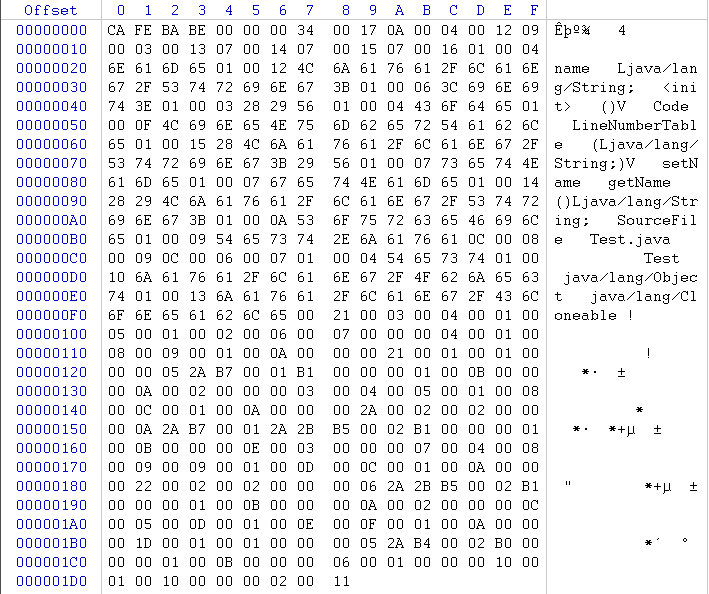 Offset 0 1 2 3 4 5 6 7 8 9 A B C D E F
00000000 CA FE BA BE 00 00 00 34 00 17 0A 00 04 00 12 09 Êþº¾ 4
00000010 00 03 00 13 07 00 14 07 00 15 07 00 16 01 00 04
00000020 6E 61 6D 65 01 00 12 4C 6A 61 76 61 2F 6C 61 6E name Ljava/lan
00000030 67 2F 53 74 72 69 6E 67 3B 01 00 06 3C 69 6E 69 g/String; <ini
00000040 74 3E 01 00 03 28 29 56 01 00 04 43 6F 64 65 01 t> ()V Code
00000050 00 0F 4C 69 6E 65 4E 75 6D 62 65 72 54 61 62 6C LineNumberTabl
00000060 65 01 00 15 28 4C 6A 61 76 61 2F 6C 61 6E 67 2F e (Ljava/lang/
00000070 53 74 72 69 6E 67 3B 29 56 01 00 07 73 65 74 4E String;)V setN
00000080 61 6D 65 01 00 07 67 65 74 4E 61 6D 65 01 00 14 ame getName
00000090 28 29 4C 6A 61 76 61 2F 6C 61 6E 67 2F 53 74 72 ()Ljava/lang/Str
000000A0 69 6E 67 3B 01 00 0A 53 6F 75 72 63 65 46 69 6C ing; SourceFil
000000B0 65 01 00 09 54 65 73 74 2E 6A 61 76 61 0C 00 08 e Test.java
000000C0 00 09 0C 00 06 00 07 01 00 04 54 65 73 74 01 00 Test
000000D0 10 6A 61 76 61 2F 6C 61 6E 67 2F 4F 62 6A 65 63 java/lang/Objec
000000E0 74 01 00 13 6A 61 76 61 2F 6C 61 6E 67 2F 43 6C t java/lang/Cl
000000F0 6F 6E 65 61 62 6C 65 00 21 00 03 00 04 00 01 00 oneable !
00000100 05 00 01 00 02 00 06 00 07 00 00 00 04 00 01 00
00000110 08 00 09 00 01 00 0A 00 00 00 21 00 01 00 01 00 !
00000120 00 00 05 2A B7 00 01 B1 00 00 00 01 00 0B 00 00 *· ±
00000130 00 0A 00 02 00 00 00 03 00 04 00 05 00 01 00 08
00000140 00 0C 00 01 00 0A 00 00 00 2A 00 02 00 02 00 00 *
00000150 00 0A 2A B7 00 01 2A 2B B5 00 02 B1 00 00 00 01 *· *+µ ±
00000160 00 0B 00 00 00 0E 00 03 00 00 00 07 00 04 00 08
00000170 00 09 00 09 00 01 00 0D 00 0C 00 01 00 0A 00 00
00000180 00 22 00 02 00 02 00 00 00 06 2A 2B B5 00 02 B1 " *+µ ±
00000190 00 00 00 01 00 0B 00 00 00 0A 00 02 00 00 00 0C
000001A0 00 05 00 0D 00 01 00 0E 00 0F 00 01 00 0A 00 00
000001B0 00 1D 00 01 00 01 00 00 00 05 2A B4 00 02 B0 00 *´ °
000001C0 00 00 01 00 0B 00 00 00 06 00 01 00 00 00 10 00
000001D0 01 00 10 00 00 00 02 00 11